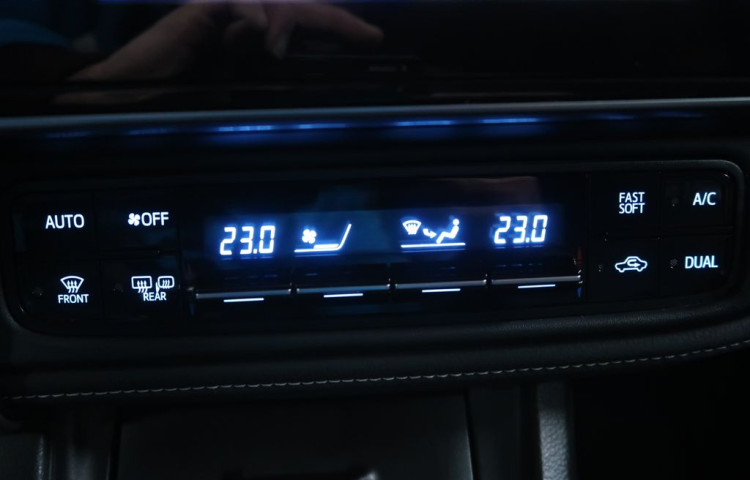 AUTO
OFF
23.0
23.0
FAST
SOFT
A/C
FRONT
REAR
DUAL